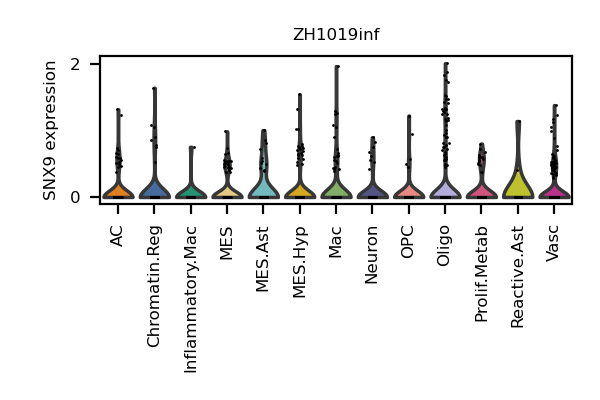 ZH1019inf
SNX9 expression
2
0
AC
Chromatin.Reg
Inflammatory.Mac
MES
MES.Ast
MES.Hyp
Mac
Neuron
OPC
Oligo
Prolif.Metab
Reactive.Ast
Vasc